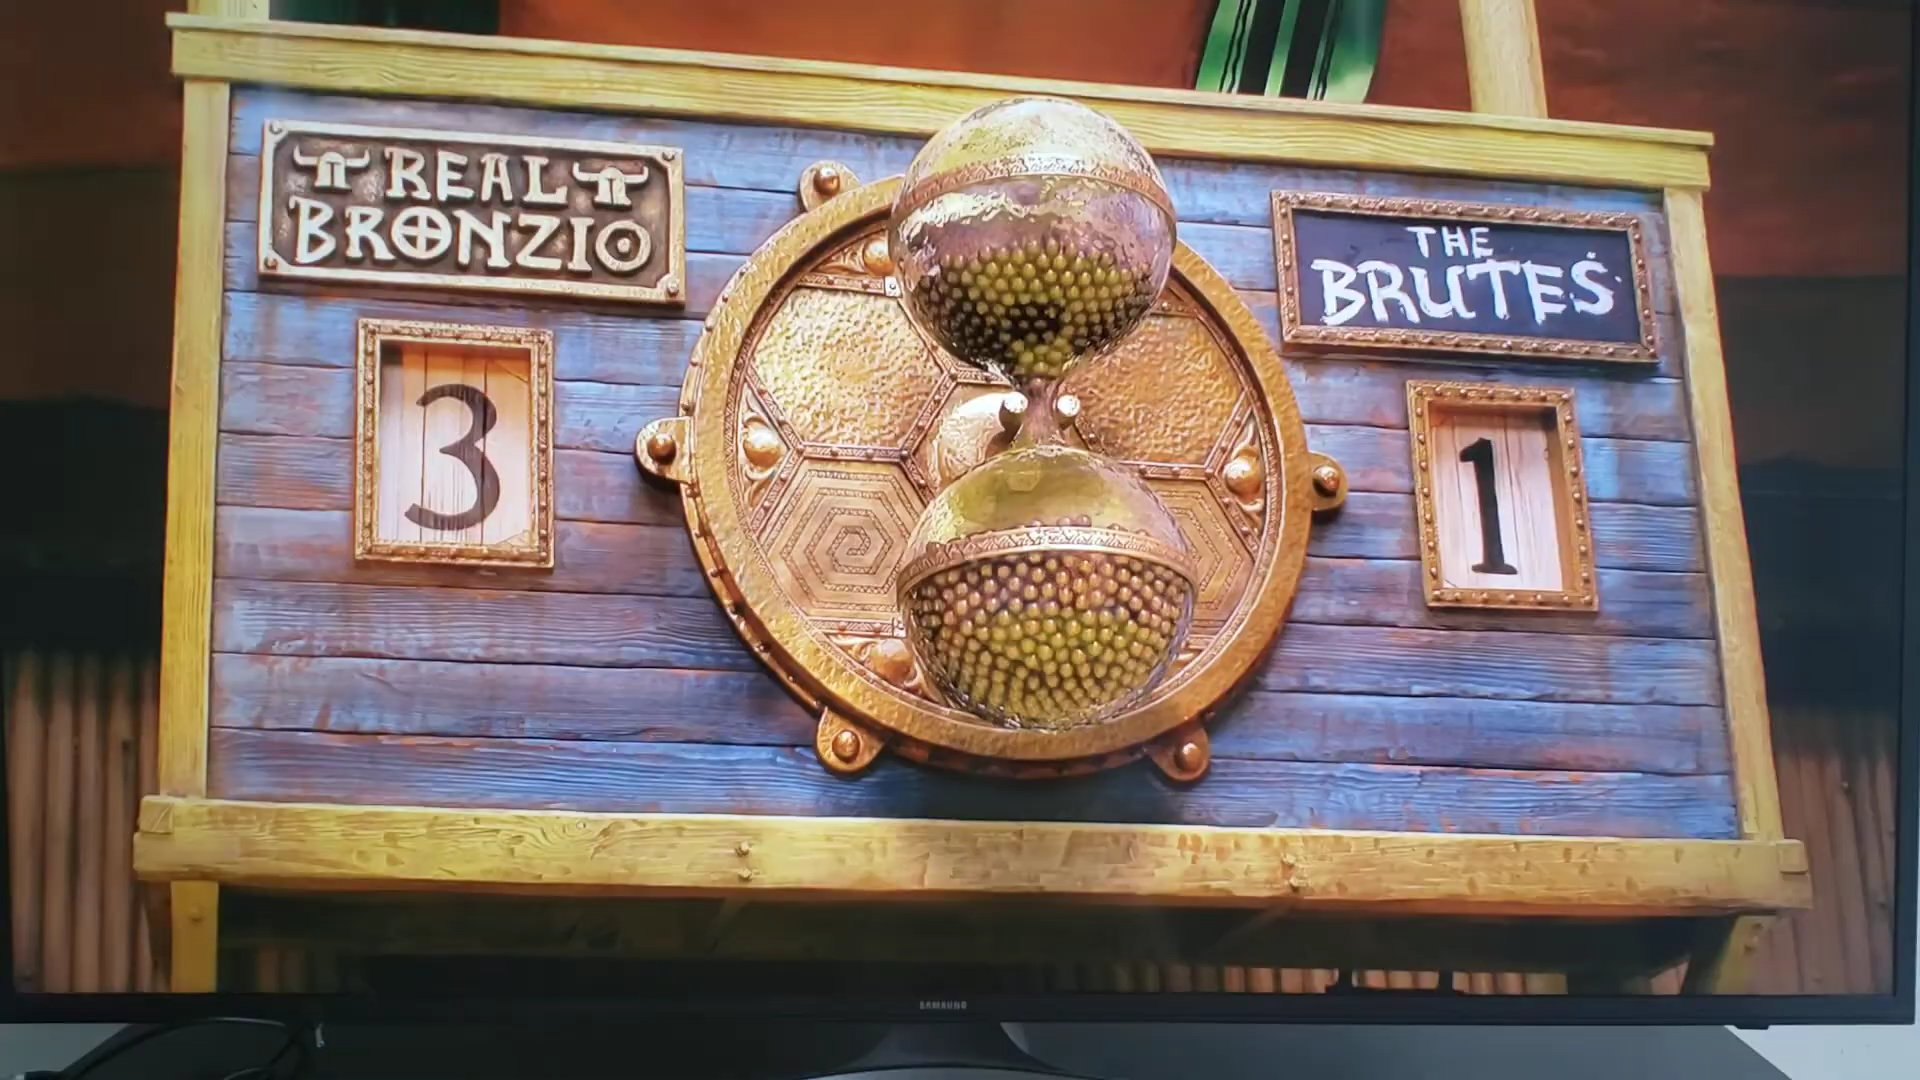 REAL
BRONZIO
THE
BRUTES
3
1
SAMSUNG